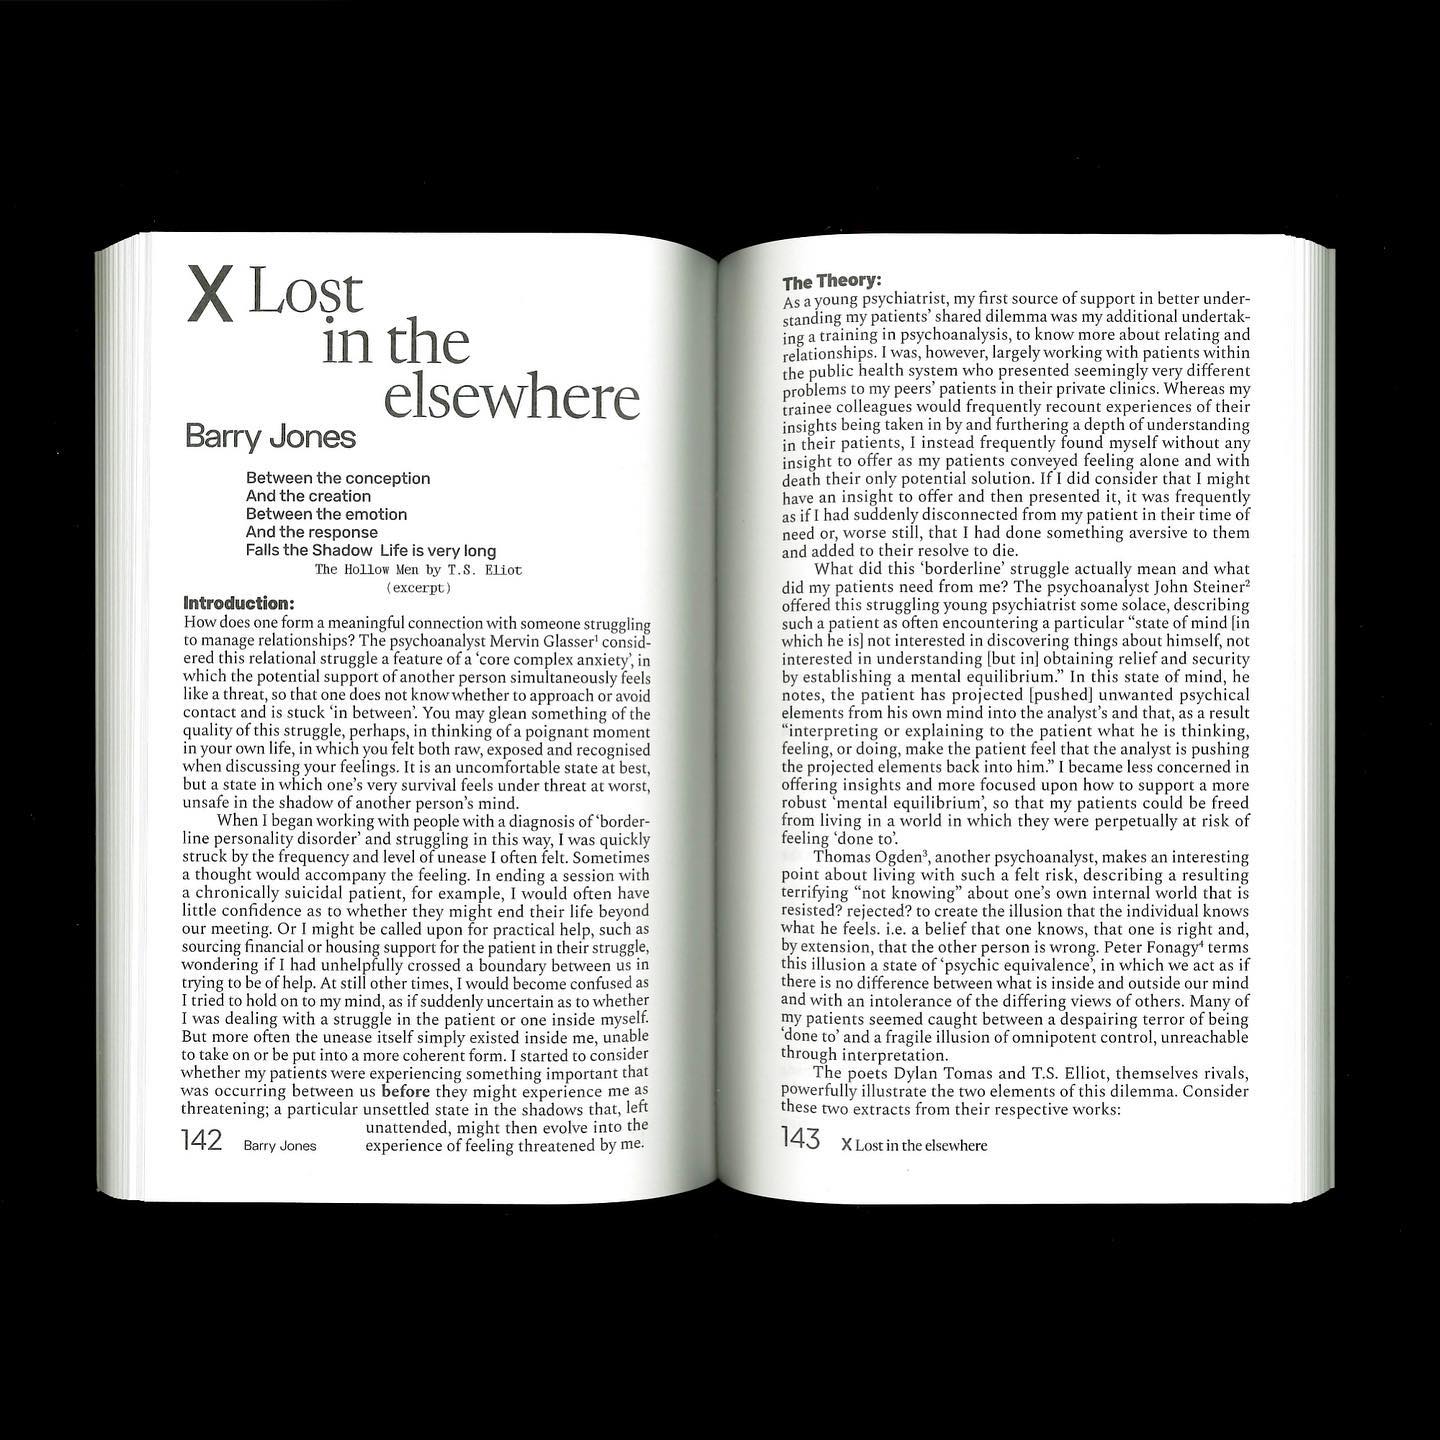 X Lost
in the
elsewhere
Barry Jones
Between the conception
And the creation
Between the emotion
And the response
Falls the Shadow  Life is very long
The Hollow Men by T.S. Eliot
(excerpt)
Introduction:
How does one form a meaningful connection with someone struggling
to manage relationships? The psychoanalyst Mervin Glasser¹ consid-
ered this relational struggle a feature of a ‘core complex anxiety’, in
which the potential support of another person simultaneously feels
like a threat, so that one does not know whether to approach or avoid
contact and is stuck ‘in between’. You may glean something of the
quality of this struggle, perhaps, in thinking of a poignant moment
in your own life, in which you felt both raw, exposed and recognised
when discussing your feelings. It is an uncomfortable state at best,
but a state in which one’s very survival feels under threat at worst,
unsafe in the shadow of another person’s mind.
When I began working with people with a diagnosis of ‘border-
line personality disorder’ and struggling in this way, I was quickly
struck by the frequency and level of unease I often felt. Sometimes
a thought would accompany the feeling. In ending a session with
a chronically suicidal patient, for example, I would often have
little confidence as to whether they might end their life beyond
our meeting. Or I might be called upon for practical help, such as
sourcing financial or housing support for the patient in their struggle,
wondering if I had unhelpfully crossed a boundary between us in
trying to be of help. At still other times, I would become confused as
I tried to hold on to my mind, as if suddenly uncertain as to whether
I was dealing with a struggle in the patient or one inside myself.
But more often the unease itself simply existed inside me, unable
to take on or be put into a more coherent form. I started to consider
whether my patients were experiencing something important that
was occurring between us before they might experience me as
threatening; a particular unsettled state in the shadows that, left
unattended, might then evolve into the
experience of feeling threatened by me.
142 Barry Jones
The Theory:
As a young psychiatrist, my first source of support in better under-
standing my patients’ shared dilemma was my additional undertak-
ing a training in psychoanalysis, to know more about relating and
relationships. I was, however, largely working with patients within
the public health system who presented seemingly very different
problems to my peers’ patients in their private clinics. Whereas my
trainee colleagues would frequently recount experiences of their
insights being taken in by and furthering a depth of understanding
in their patients, I instead frequently found myself without any
insight to offer as my patients conveyed feeling alone and with
death their only potential solution. If I did consider that I might
have an insight to offer and then presented it, it was frequently
as if I had suddenly disconnected from my patient in their time of
need or, worse still, that I had done something aversive to them
and added to their resolve to die.
What did this ‘borderline’ struggle actually mean and what
did my patients need from me? The psychoanalyst John Steiner²
offered this struggling young psychiatrist some solace, describing
such a patient as often encountering a particular “state of mind [in
which he is] not interested in discovering things about himself, not
interested in understanding [but in] obtaining relief and security
by establishing a mental equilibrium.” In this state of mind, he
notes, the patient has projected [pushed] unwanted psychical
elements from his own mind into the analyst’s and that, as a result
“interpreting or explaining to the patient what he is thinking,
feeling, or doing, make the patient feel that the analyst is pushing
the projected elements back into him.” I became less concerned in
offering insights and more focused upon how to support a more
robust ‘mental equilibrium’, so that my patients could be freed
from living in a world in which they were perpetually at risk of
feeling ‘done to’.
Thomas Ogden³, another psychoanalyst, makes an interesting
point about living with such a felt risk, describing a resulting
terrifying “not knowing” about one’s own internal world that is
resisted? rejected? to create the illusion that the individual knows
what he feels. i.e. a belief that one knows, that one is right and,
by extension, that the other person is wrong. Peter Fonagy⁴ terms
this illusion a state of ‘psychic equivalence’, in which we act as if
there is no difference between what is inside and outside our mind
and with an intolerance of the differing views of others. Many of
my patients seemed caught between a despairing terror of being
‘done to’ and a fragile illusion of omnipotent control, unreachable
through interpretation.
The poets Dylan Tomas and T.S. Elliot, themselves rivals,
powerfully illustrate the two elements of this dilemma. Consider
these two extracts from their respective works:
143 X Lost in the elsewhere